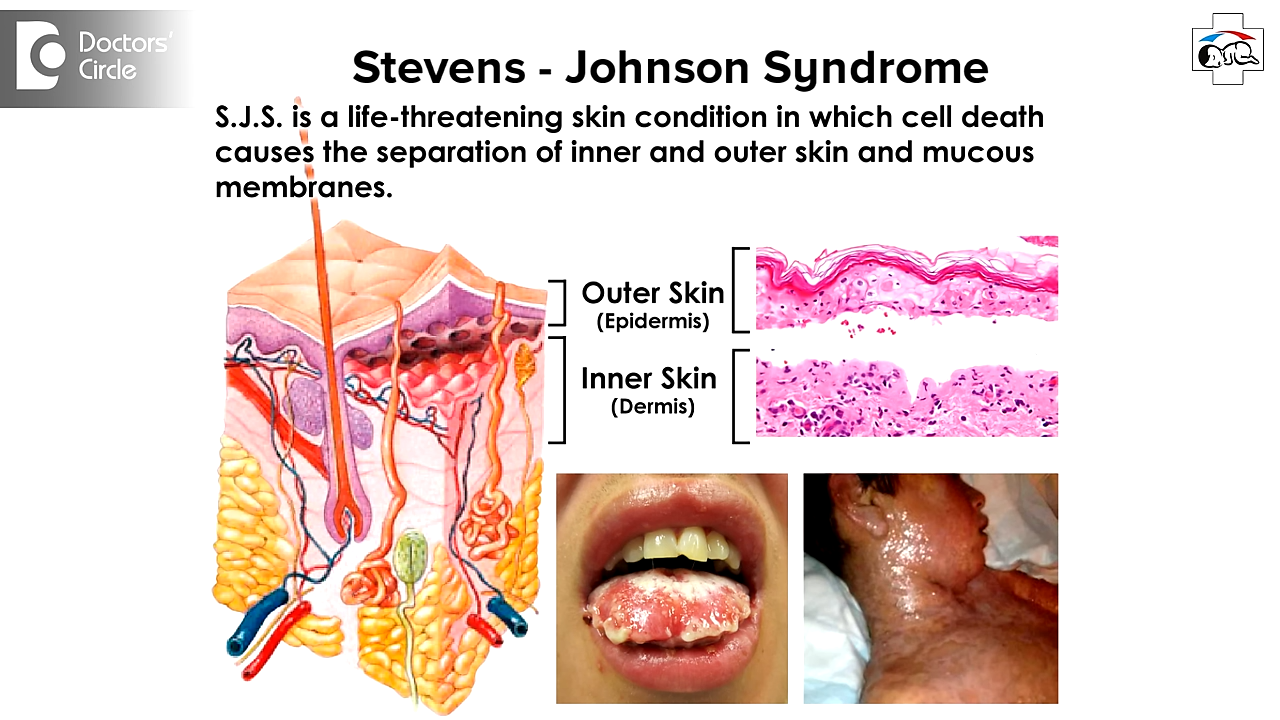 Doctors'
Circle
Stevens - Johnson Syndrome
S.J.S. is a life-threatening skin condition in which cell death
causes the separation of inner and outer skin and mucous
membranes.
Outer Skin
(Epidermis)
Inner Skin
(Dermis)